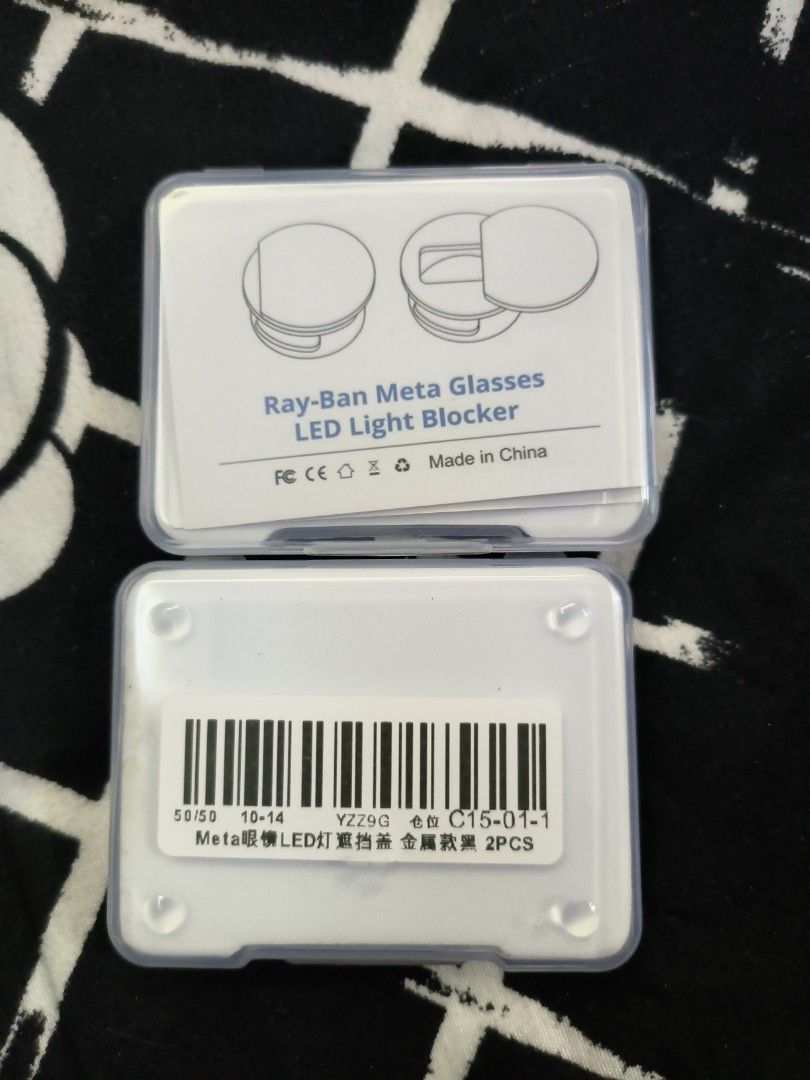 Ray-Ban Meta Glasses
LED Light Blocker
FC CE Made in China
50/50 10-14 YZZ9G 仓位 C15-01-1
Meta眼镜LED灯遮挡盖 金属款黑 2PCS